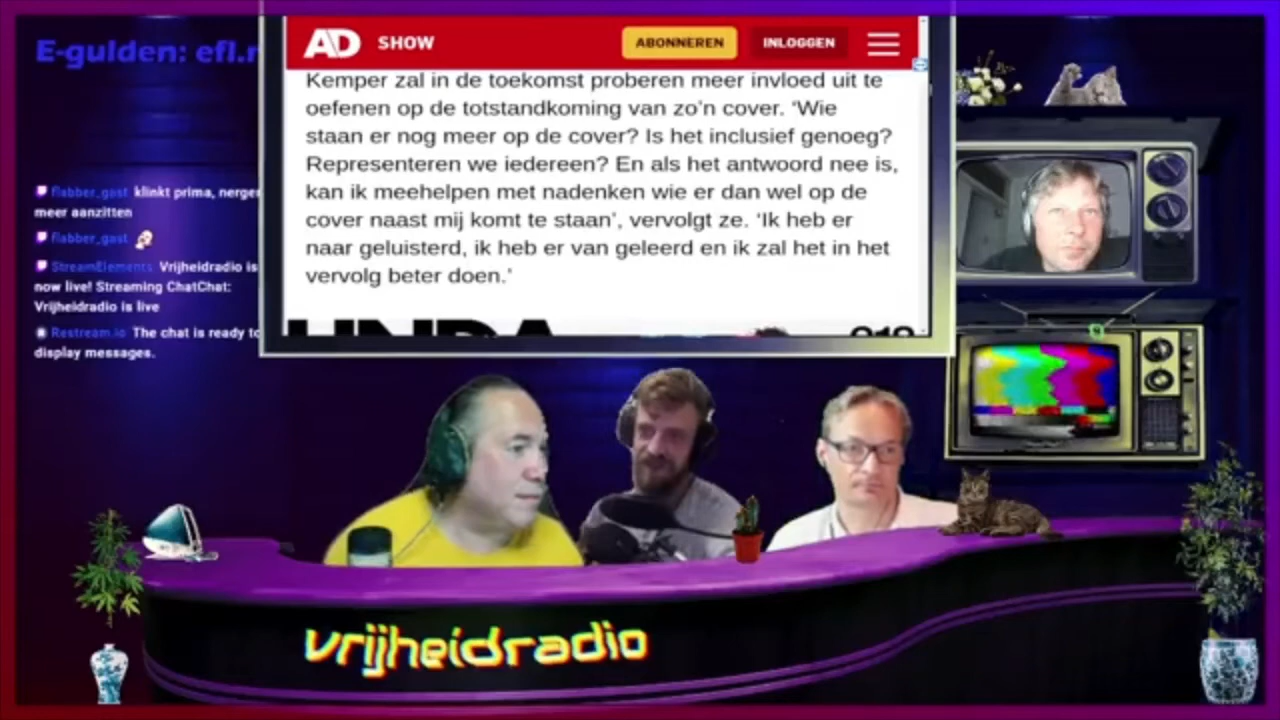 E-gulden: efl.n
AD SHOW ABONNEREN INLOGGEN
Kemper zal in de toekomst proberen meer invloed uit te
oefenen op de totstandkoming van zo'n cover. 'Wie
staan er nog meer op de cover? Is het inclusief genoeg?
Representeren we iedereen? En als het antwoord nee is,
kan ik meehelpen met nadenken wie er dan wel op de
cover naast mij komt te staan', vervolgt ze. 'Ik heb er
naar geluisterd, ik heb er van geleerd en ik zal het in het
vervolg beter doen.'
LINDA
flabber_gast klinkt prima, nerge
meer aanzitten
flabber_gast
StreamElements Vrijheidradio is
now live! Streaming ChatChat:
Vrijheidradio is live
Restream.io The chat is ready to
display messages.
vrijheidradio